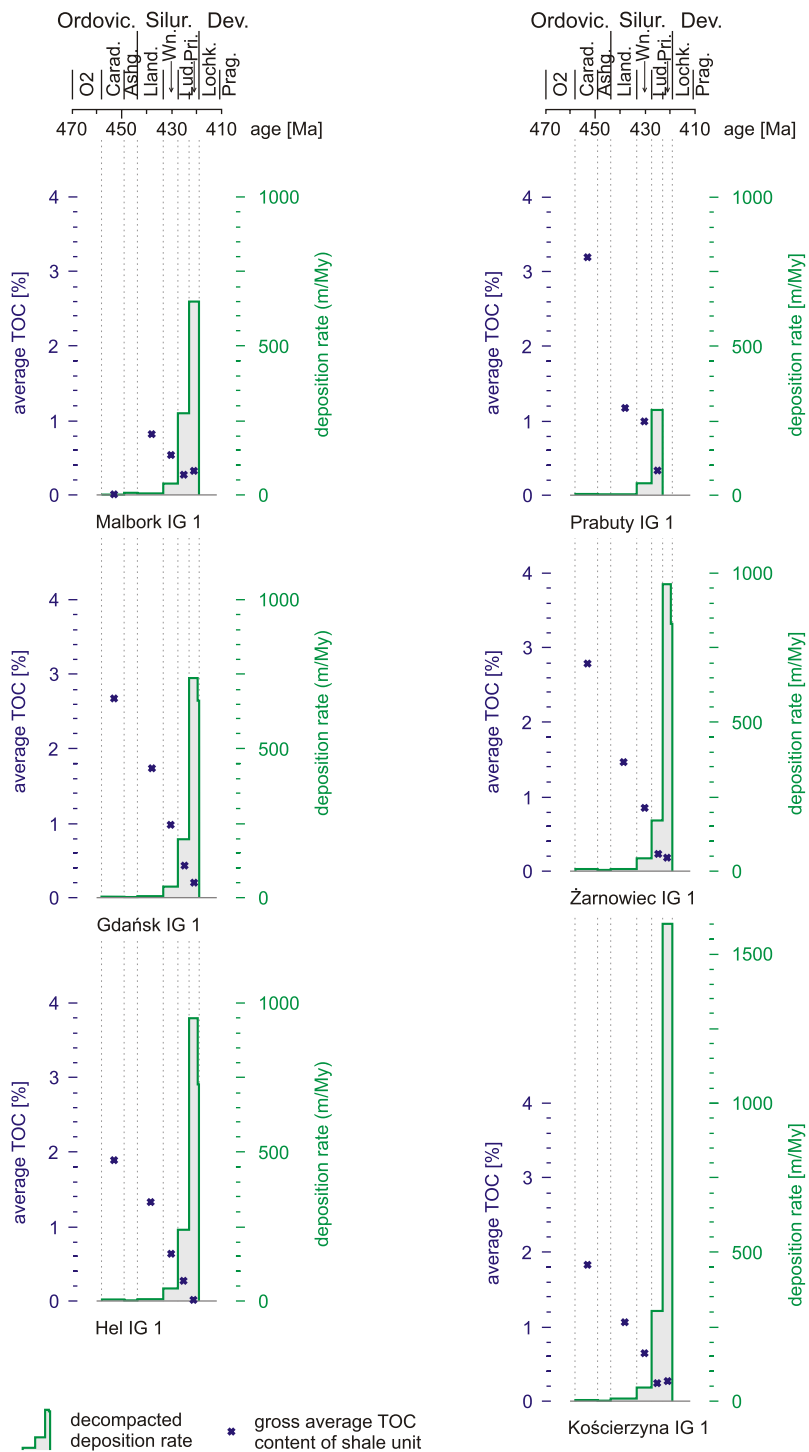 Ordovic. Silur. Dev.
O2 Carad. Ashg. Lland. Wn. Lud. Pri. Lochk. Prag.
470 450 430 410 age [Ma]
4 3 2 1 0
average TOC [%]
1000 500 0
deposition rate (m/My)
Malbork IG 1
4 3 2 1 0
average TOC [%]
1000 500 0
deposition rate (m/My)
Gdańsk IG 1
4 3 2 1 0
average TOC [%]
1000 500 0
deposition rate (m/My)
Hel IG 1
Ordovic. Silur. Dev.
O2 Carad. Ashg. Lland. Wn. Lud. Pri. Lochk. Prag.
470 450 430 410 age [Ma]
4 3 2 1 0
average TOC [%]
1000 500 0
deposition rate [m/My]
Prabuty IG 1
4 3 2 1 0
average TOC [%]
1000 500 0
deposition rate [m/My]
Żarnowiec IG 1
4 3 2 1 0
average TOC [%]
1500 1000 500 0
deposition rate [m/My]
Kościerzyna IG 1
decompacted
deposition rate
gross average TOC
content of shale unit